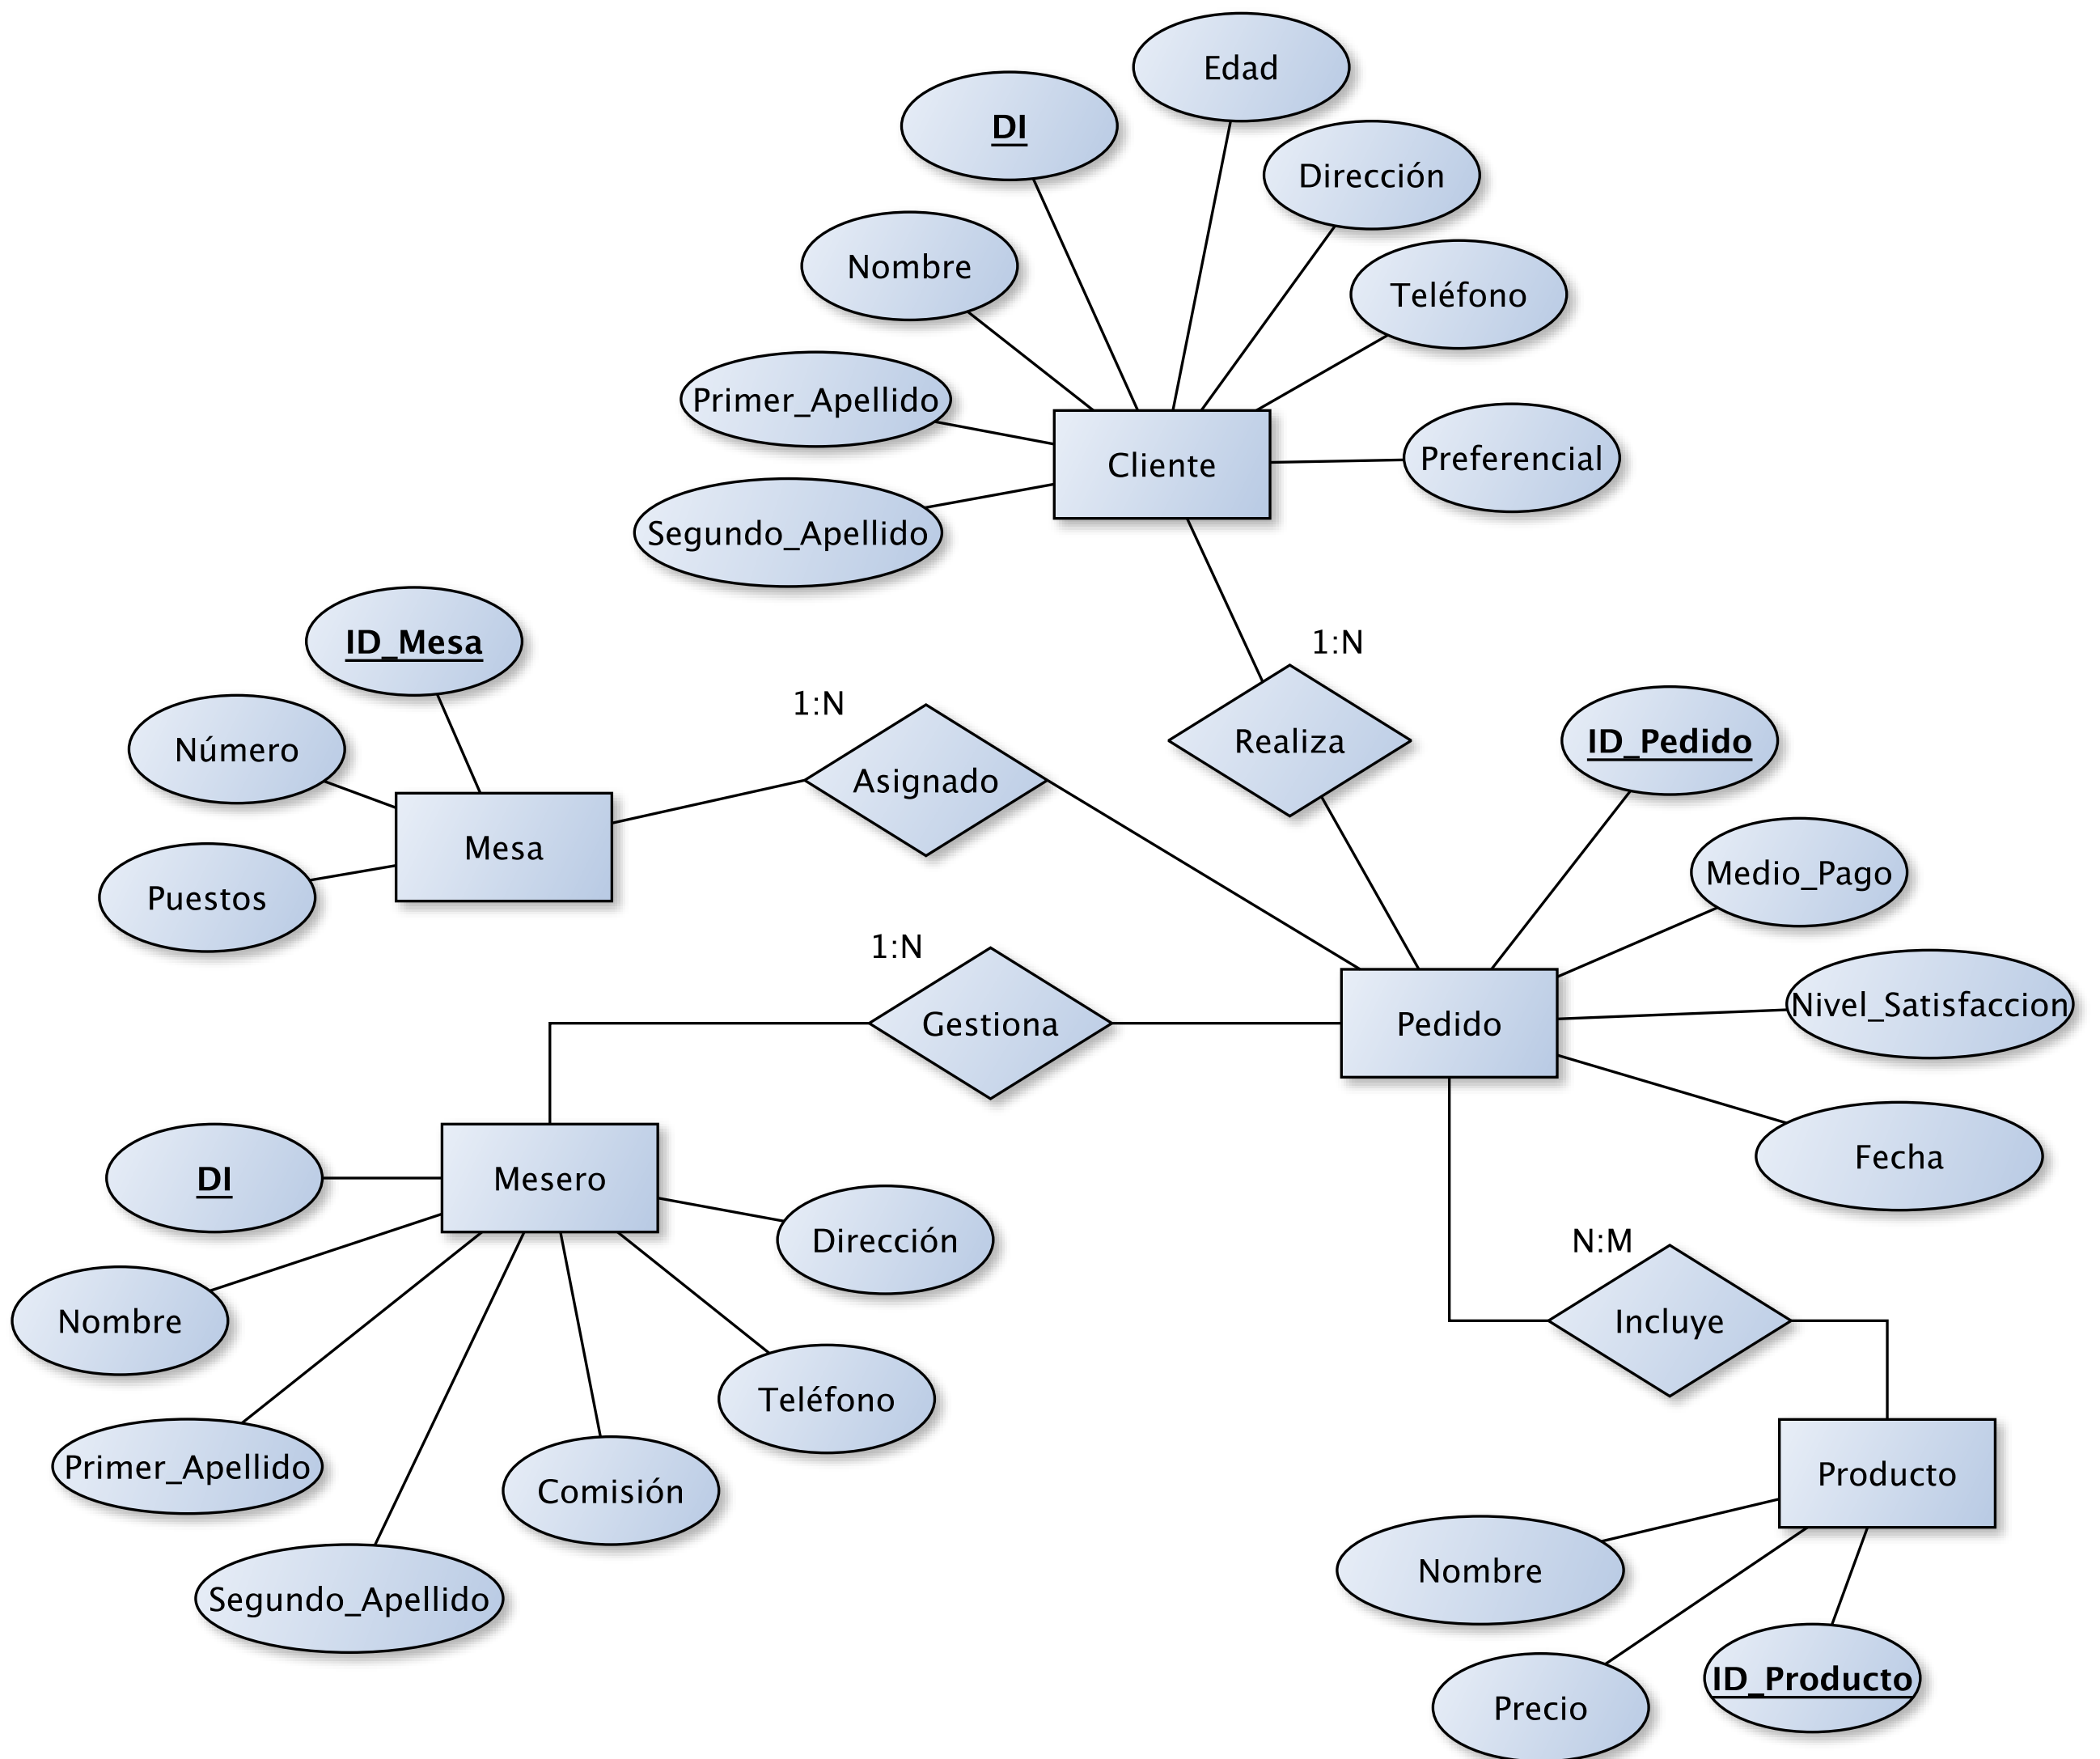 Edad
DI
Dirección
Nombre
Teléfono
Primer_Apellido
Preferencial
Cliente
Segundo_Apellido
ID_Mesa
1:N
1:N
Realiza
ID_Pedido
Número
Asignado
Mesa
Medio_Pago
Puestos
1:N
Nivel_Satisfaccion
Gestiona
Pedido
Fecha
DI
Mesero
Dirección
N:M
Nombre
Incluye
Teléfono
Primer_Apellido
Producto
Comisión
Nombre
Segundo_Apellido
ID_Producto
Precio